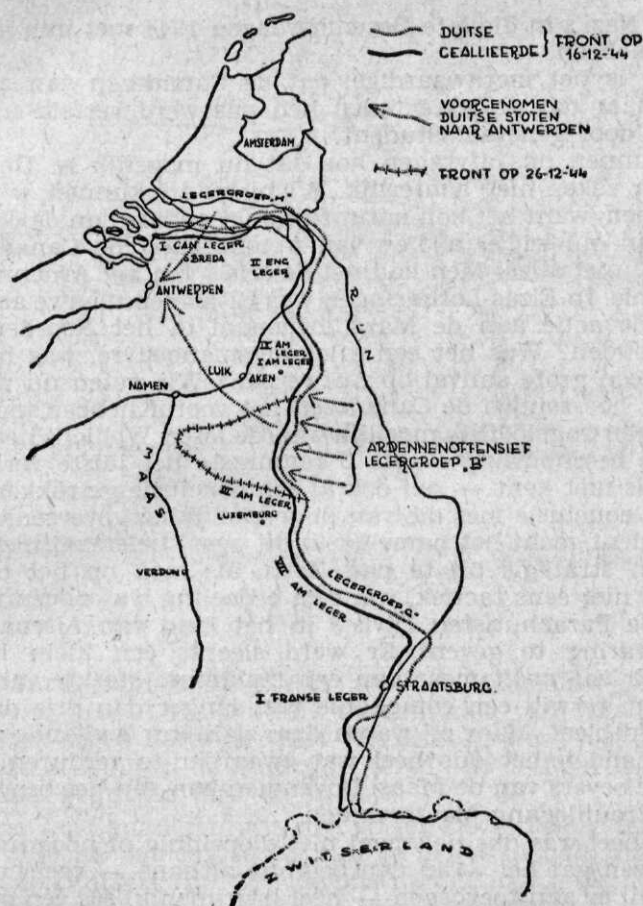 DUITSE
GEALLIEERDE
FRONT OP
16-12-'44
VOORGENOMEN
DUITSE STOTEN
NAAR ANTWERPEN
FRONT OP 26-12-'44
AMSTERDAM
LEGERGROEP „H"
I CAN LEGER
BREDA
II ENG
LEGER
ANTWERPEN
RIJN
IX AM
LEGER
I AM LEGER
LUIK
AKEN
NAMEN
MAAS
ARDENNENOFFENSIEF
LEGERGROEP „B"
III AM LEGER
LUXEMBURG
VERDUN
LEGERGROEP G"
VII
AM LEGER
STRAATSBURG
I FRANSE LEGER
ZWITSERLAND